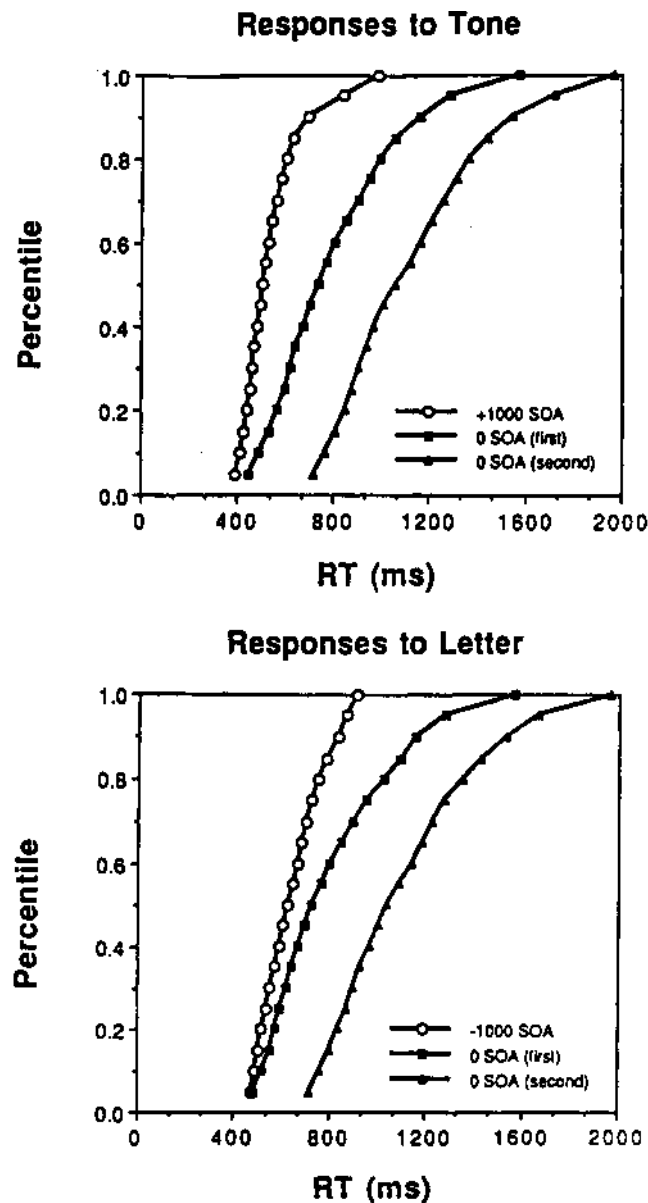 Responses to Tone
1.0
0.8
0.6
0.4
0.2
0.0
Percentile
+1000 SOA
0 SOA (first)
0 SOA (second)
0 400 800 1200 1600 2000
RT (ms)
Responses to Letter
1.0
0.8
0.6
0.4
0.2
0.0
Percentile
-1000 SOA
0 SOA (first)
0 SOA (second)
0 400 800 1200 1600 2000
RT (ms)